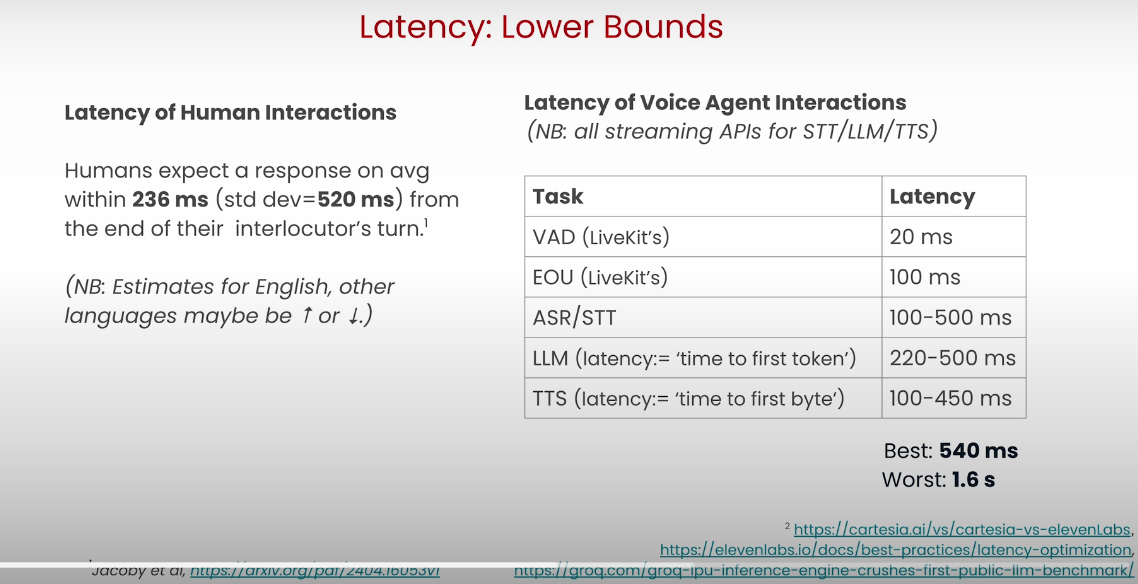 Latency: Lower Bounds
Latency of Human Interactions
Humans expect a response on avg
within 236 ms (std dev=520 ms) from
the end of their interlocutor's turn.¹
(NB: Estimates for English, other
languages maybe be ↑ or ↓.)
Latency of Voice Agent Interactions
(NB: all streaming APIs for STT/LLM/TTS)
Task Latency
VAD (LiveKit's) 20 ms
EOU (LiveKit's) 100 ms
ASR/STT 100-500 ms
LLM (latency:= 'time to first token') 220-500 ms
TTS (latency:= 'time to first byte') 100-450 ms
Best: 540 ms
Worst: 1.6 s
¹Jacoby et al, https://arxiv.org/pdf/2404.16053v1
² https://cartesia.ai/vs/cartesia-vs-elevenLabs,
https://elevenlabs.io/docs/best-practices/latency-optimization,
https://groq.com/groq-lpu-inference-engine-crushes-first-public-llm-benchmark/